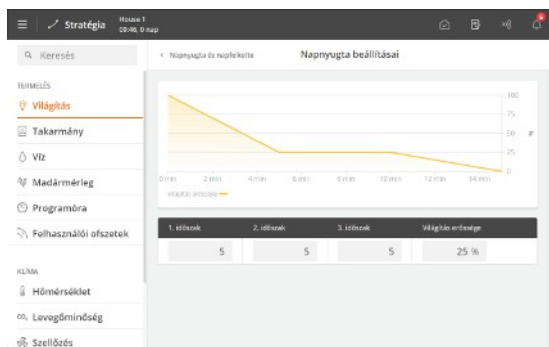 Stratégia
House 1
09:46, 0 nap
Keresés
Napnyugta és napfelkelte
Napnyugta beállításai
TERMELÉS
Világítás
Takarmány
Víz
Madármérleg
Programóra
Felhasználói ofszetek
KLÍMA
Hőmérséklet
CO₂ Levegőminőség
Szellőzés
100
75
50
25
0
%
0 min 2 min 4 min 6 min 8 min 10 min 12 min 14 min
Világítás erőssége
1. időszak 2. időszak 3. időszak Világítás erőssége
5 5 5 25 %